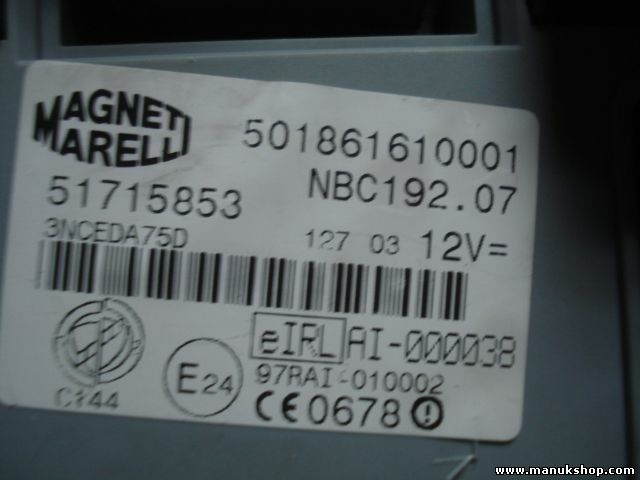 MAGNETI
MARELLI
501861610001
51715853
NBC192.07
3NCEDA75D
127 03 12V=
eIRL AI-000038
97RAI-010002
E24
CE0678
www.manukshop.com